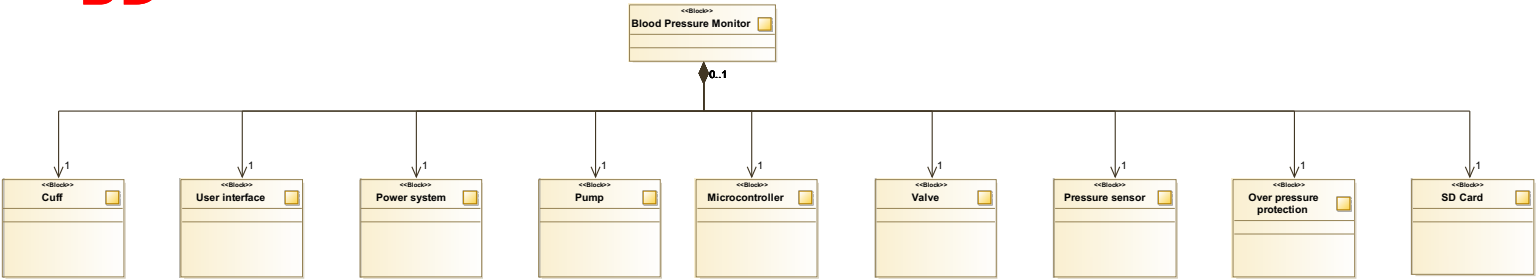 <<Block>>
Blood Pressure Monitor
0..1
1
1
1
1
1
1
1
1
1
<<Block>>
Cuff
<<Block>>
User interface
<<Block>>
Power system
<<Block>>
Pump
<<Block>>
Microcontroller
<<Block>>
Valve
<<Block>>
Pressure sensor
<<Block>>
Over pressure
protection
<<Block>>
SD Card